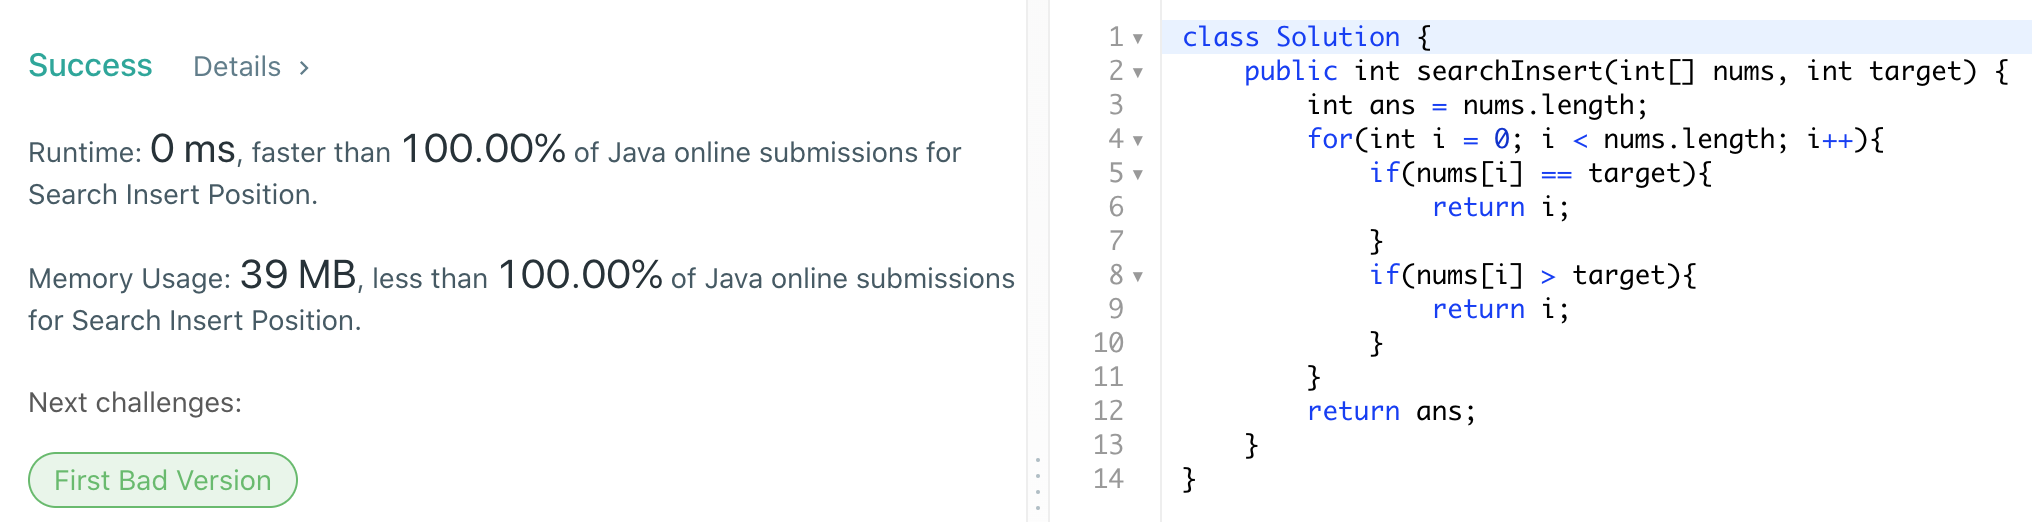 Success Details >
Runtime: 0 ms, faster than 100.00% of Java online submissions for
Search Insert Position.
Memory Usage: 39 MB, less than 100.00% of Java online submissions
for Search Insert Position.
Next challenges:
First Bad Version
1 class Solution {
2     public int searchInsert(int[] nums, int target) {
3         int ans = nums.length;
4         for(int i = 0; i < nums.length; i++){
5             if(nums[i] == target){
6                 return i;
7             }
8             if(nums[i] > target){
9                 return i;
10             }
11         }
12         return ans;
13     }
14 }